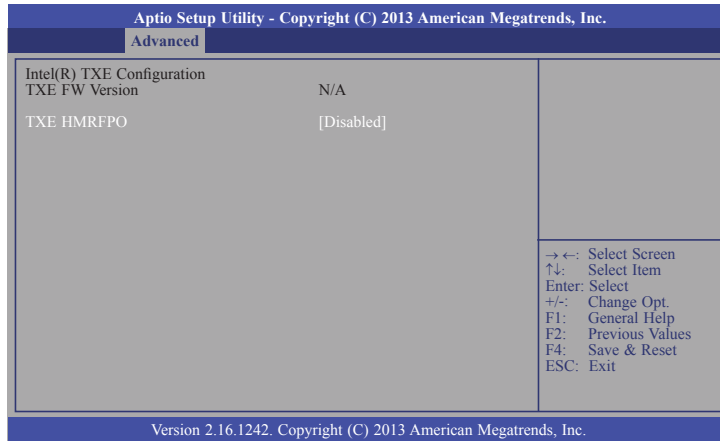 Aptio Setup Utility - Copyright (C) 2013 American Megatrends, Inc.
Advanced
Intel(R) TXE Configuration
TXE FW Version N/A
TXE HMRFPO [Disabled]
→ ←: Select Screen
↑↓: Select Item
Enter: Select
+/-: Change Opt.
F1: General Help
F2: Previous Values
F4: Save & Reset
ESC: Exit
Version 2.16.1242. Copyright (C) 2013 American Megatrends, Inc.